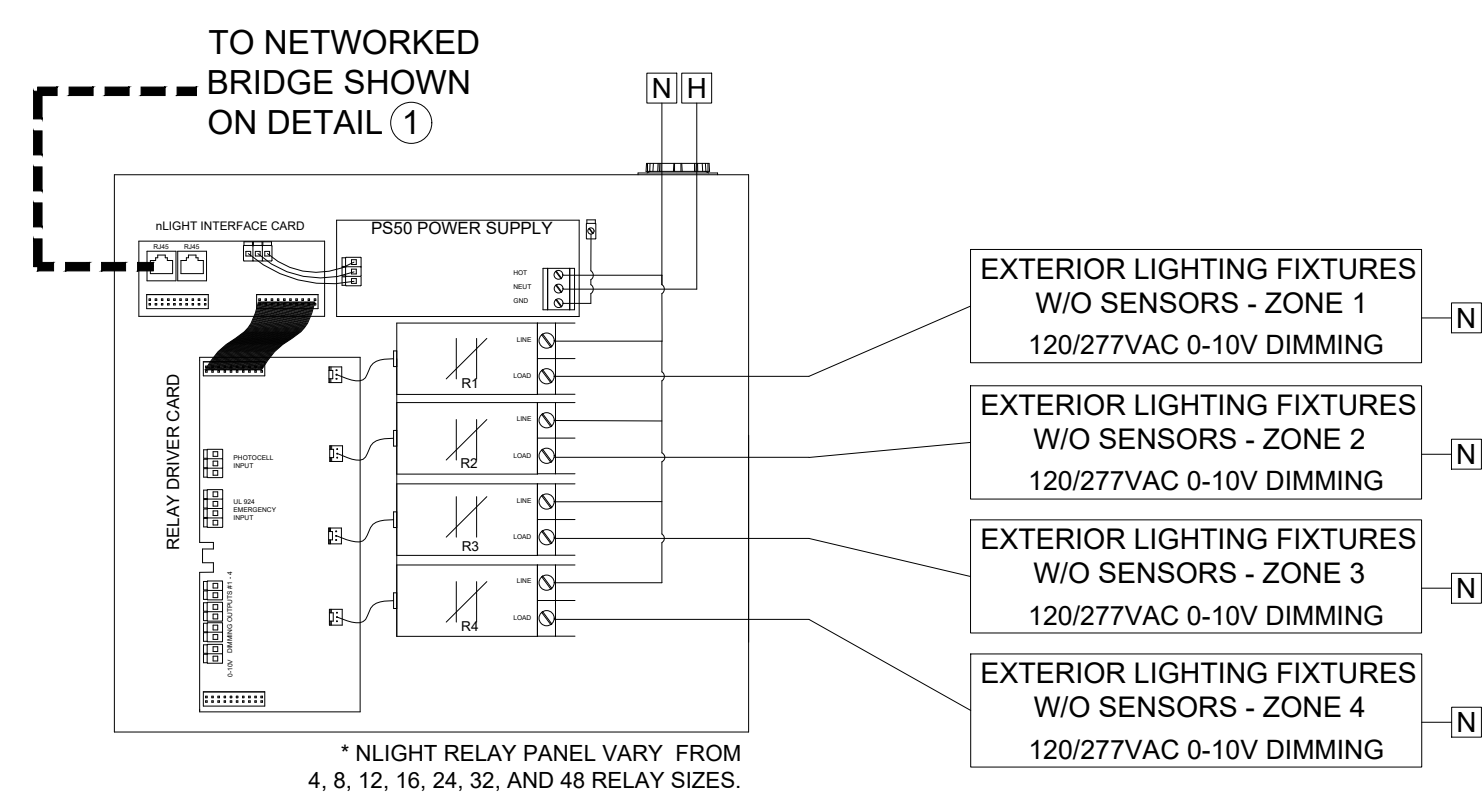 TO NETWORKED
BRIDGE SHOWN
ON DETAIL 1
N H
nLIGHT INTERFACE CARD
RJ45 RJ45
PS50 POWER SUPPLY
HOT
NEUT
GND
RELAY DRIVER CARD
PHOTOCELL
INPUT
UL 924
EMERGENCY
INPUT
0-10V DIMMING OUTPUTS #1 - 4
LINE
LOAD
R1
LINE
LOAD
R2
LINE
LOAD
R3
LINE
LOAD
R4
EXTERIOR LIGHTING FIXTURES
W/O SENSORS - ZONE 1
120/277VAC 0-10V DIMMING
N
EXTERIOR LIGHTING FIXTURES
W/O SENSORS - ZONE 2
120/277VAC 0-10V DIMMING
N
EXTERIOR LIGHTING FIXTURES
W/O SENSORS - ZONE 3
120/277VAC 0-10V DIMMING
N
EXTERIOR LIGHTING FIXTURES
W/O SENSORS - ZONE 4
120/277VAC 0-10V DIMMING
N
* NLIGHT RELAY PANEL VARY FROM
4, 8, 12, 16, 24, 32, AND 48 RELAY SIZES.